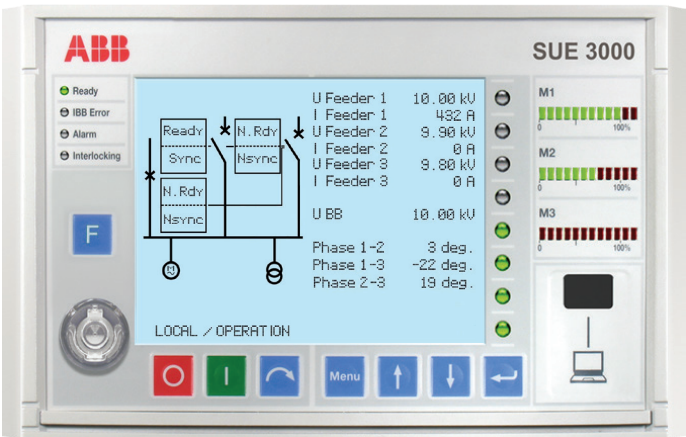 ABB
SUE 3000
Ready
IBB Error
Alarm
Interlocking
F
Ready
Sync
N.Rdy
Nsync
N.Rdy
Nsync
M
U Feeder 1 10.00 kV
I Feeder 1 432 A
U Feeder 2 9.90 kV
I Feeder 2 0 A
U Feeder 3 9.80 kV
I Feeder 3 0 A
U BB 10.00 kV
Phase 1-2 3 deg.
Phase 1-3 -22 deg.
Phase 2-3 19 deg.
LOCAL / OPERATION
M1
0 100%
M2
0 100%
M3
0 100%
O
I
Menu